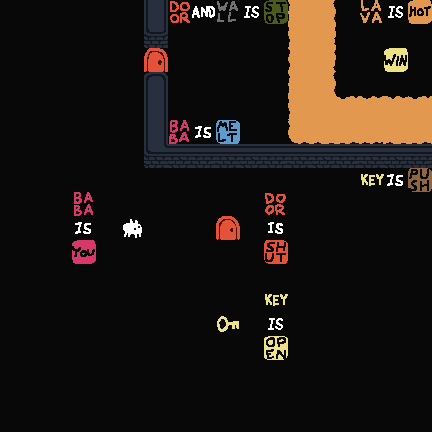 DOOR AND WALL IS STOP
LAVA IS HOT
WIN
BABA IS MELT
KEY IS PUSH
BABA IS YOU
DOOR IS SHUT
KEY IS OPEN